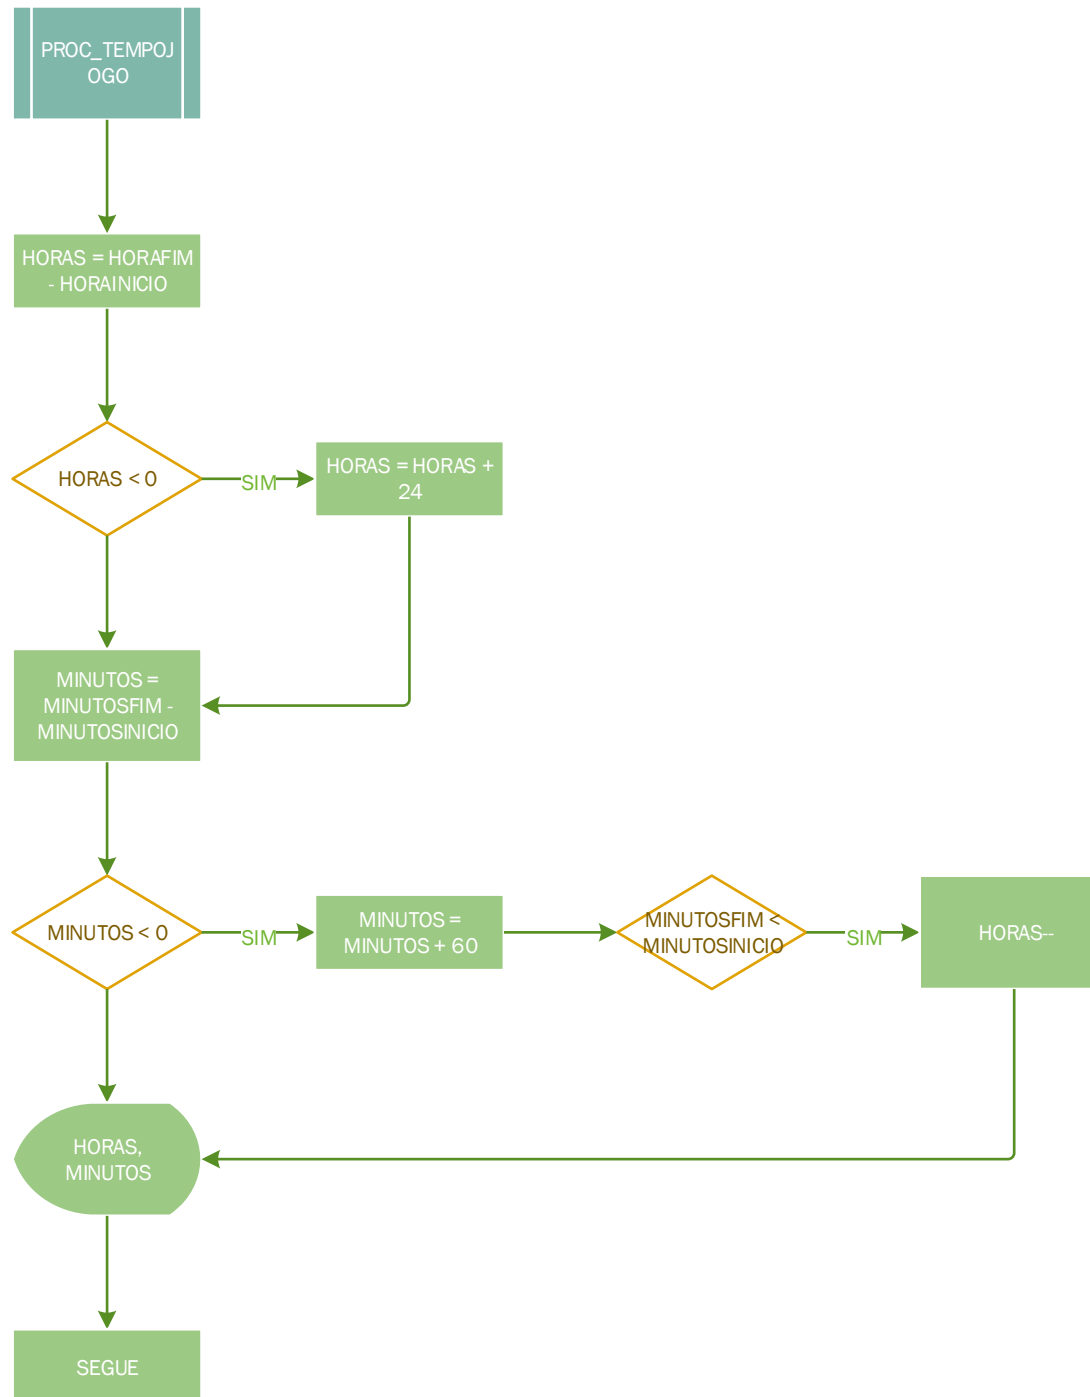 PROC_TEMPOJ
OGO
HORAS = HORAFIM
- HORAINICIO
HORAS < 0
SIM
HORAS = HORAS +
24
MINUTOS =
MINUTOSFIM -
MINUTOSINICIO
MINUTOS < 0
SIM
MINUTOS =
MINUTOS + 60
MINUTOSFIM <
MINUTOSINICIO
SIM
HORAS--
HORAS,
MINUTOS
SEGUE